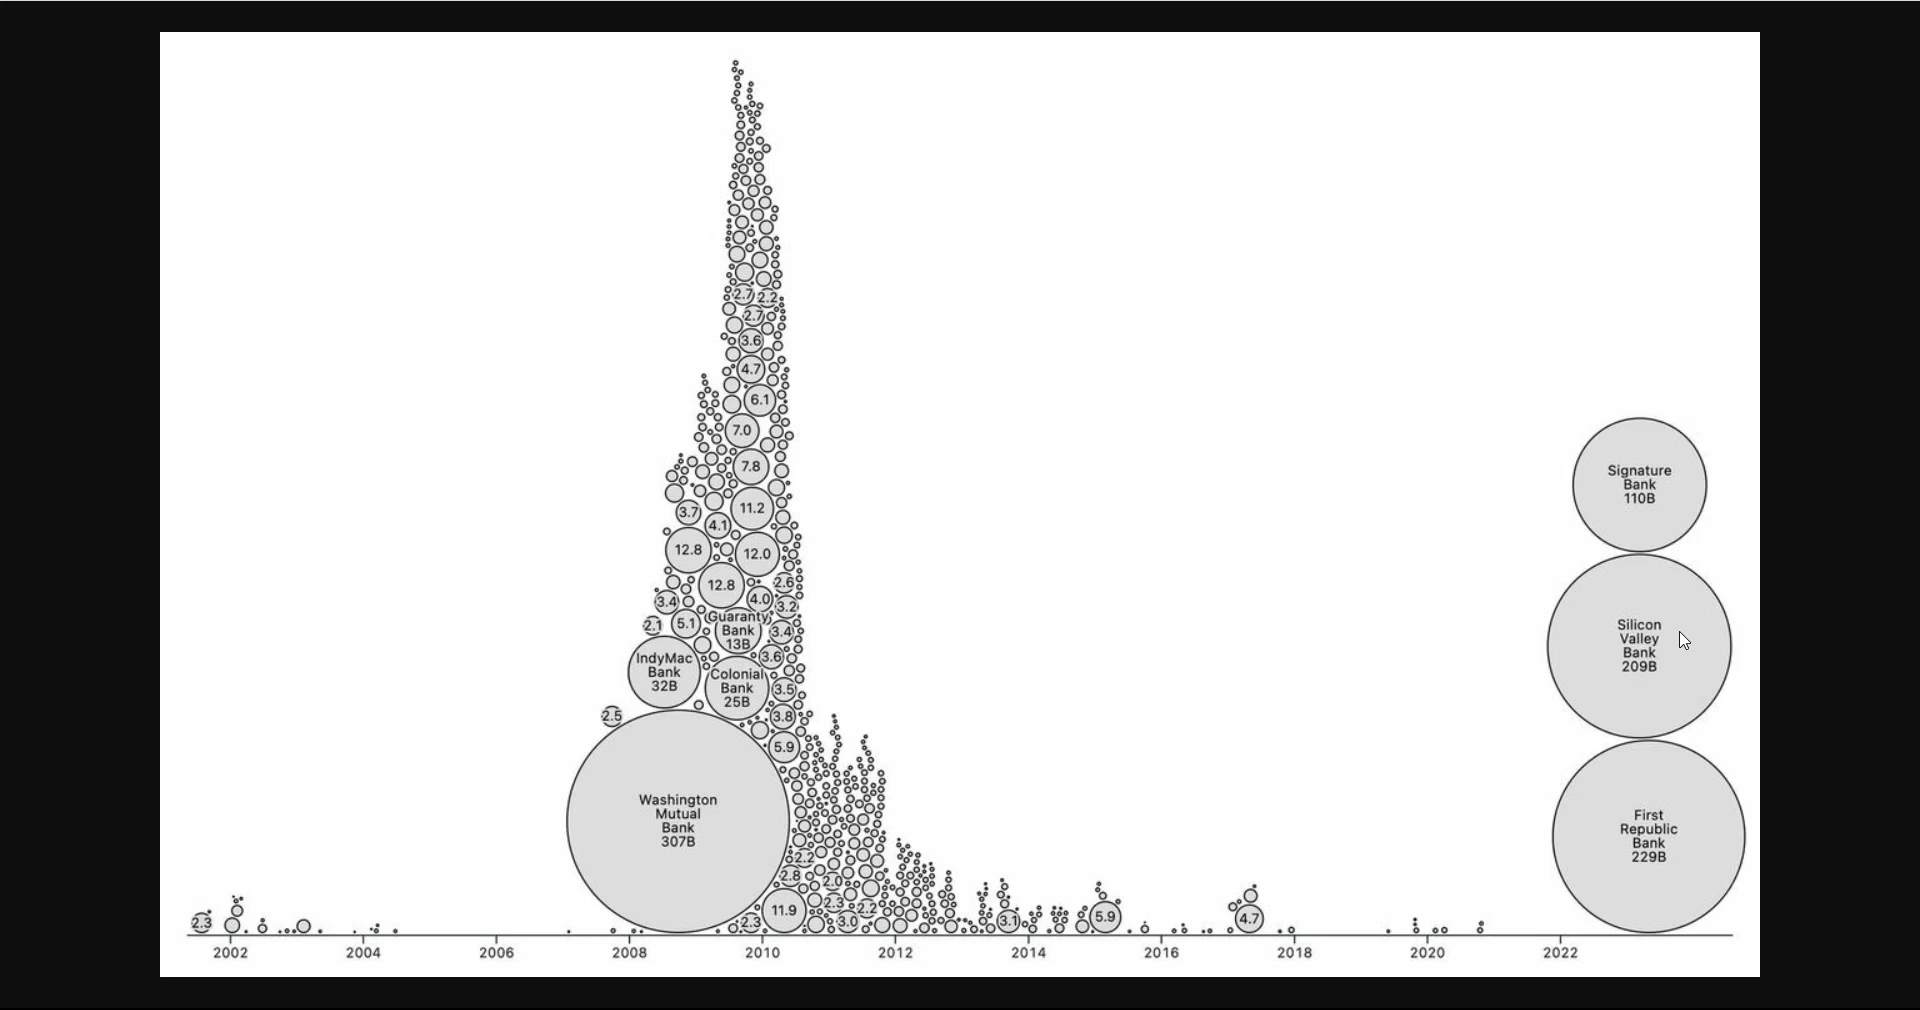 2.7
2.2
2.7
3.6
4.7
6.1
7.0
7.8
11.2
3.7
4.1
12.8
12.0
12.8
2.6
4.0
3.4
3.2
2.1
5.1
Guaranty
Bank
13B
3.4
3.6
IndyMac
Bank
32B
Colonial
Bank
25B
3.5
2.5
3.8
5.9
Washington
Mutual
Bank
307B
2.2
2.8
2.0
2.3
2.2
11.9
2.3
3.0
2.3
3.1
5.9
4.7
Signature
Bank
110B
Silicon
Valley
Bank
209B
First
Republic
Bank
229B
2002
2004
2006
2008
2010
2012
2014
2016
2018
2020
2022